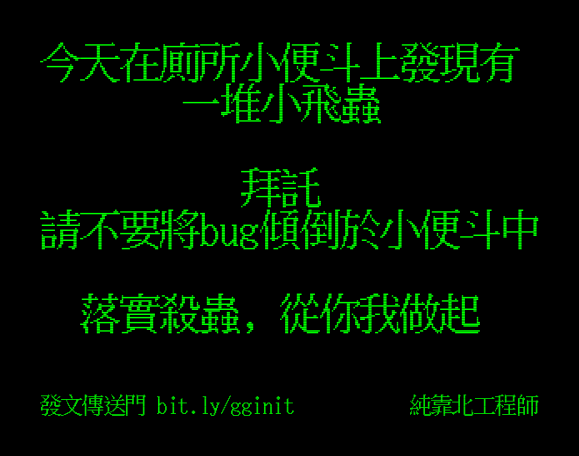 今天在廁所小便斗上發現有
一堆小飛蟲
拜託
請不要將bug傾倒於小便斗中
落實殺蟲，從你我做起
發文傳送門 bit.ly/gginit
純靠北工程師